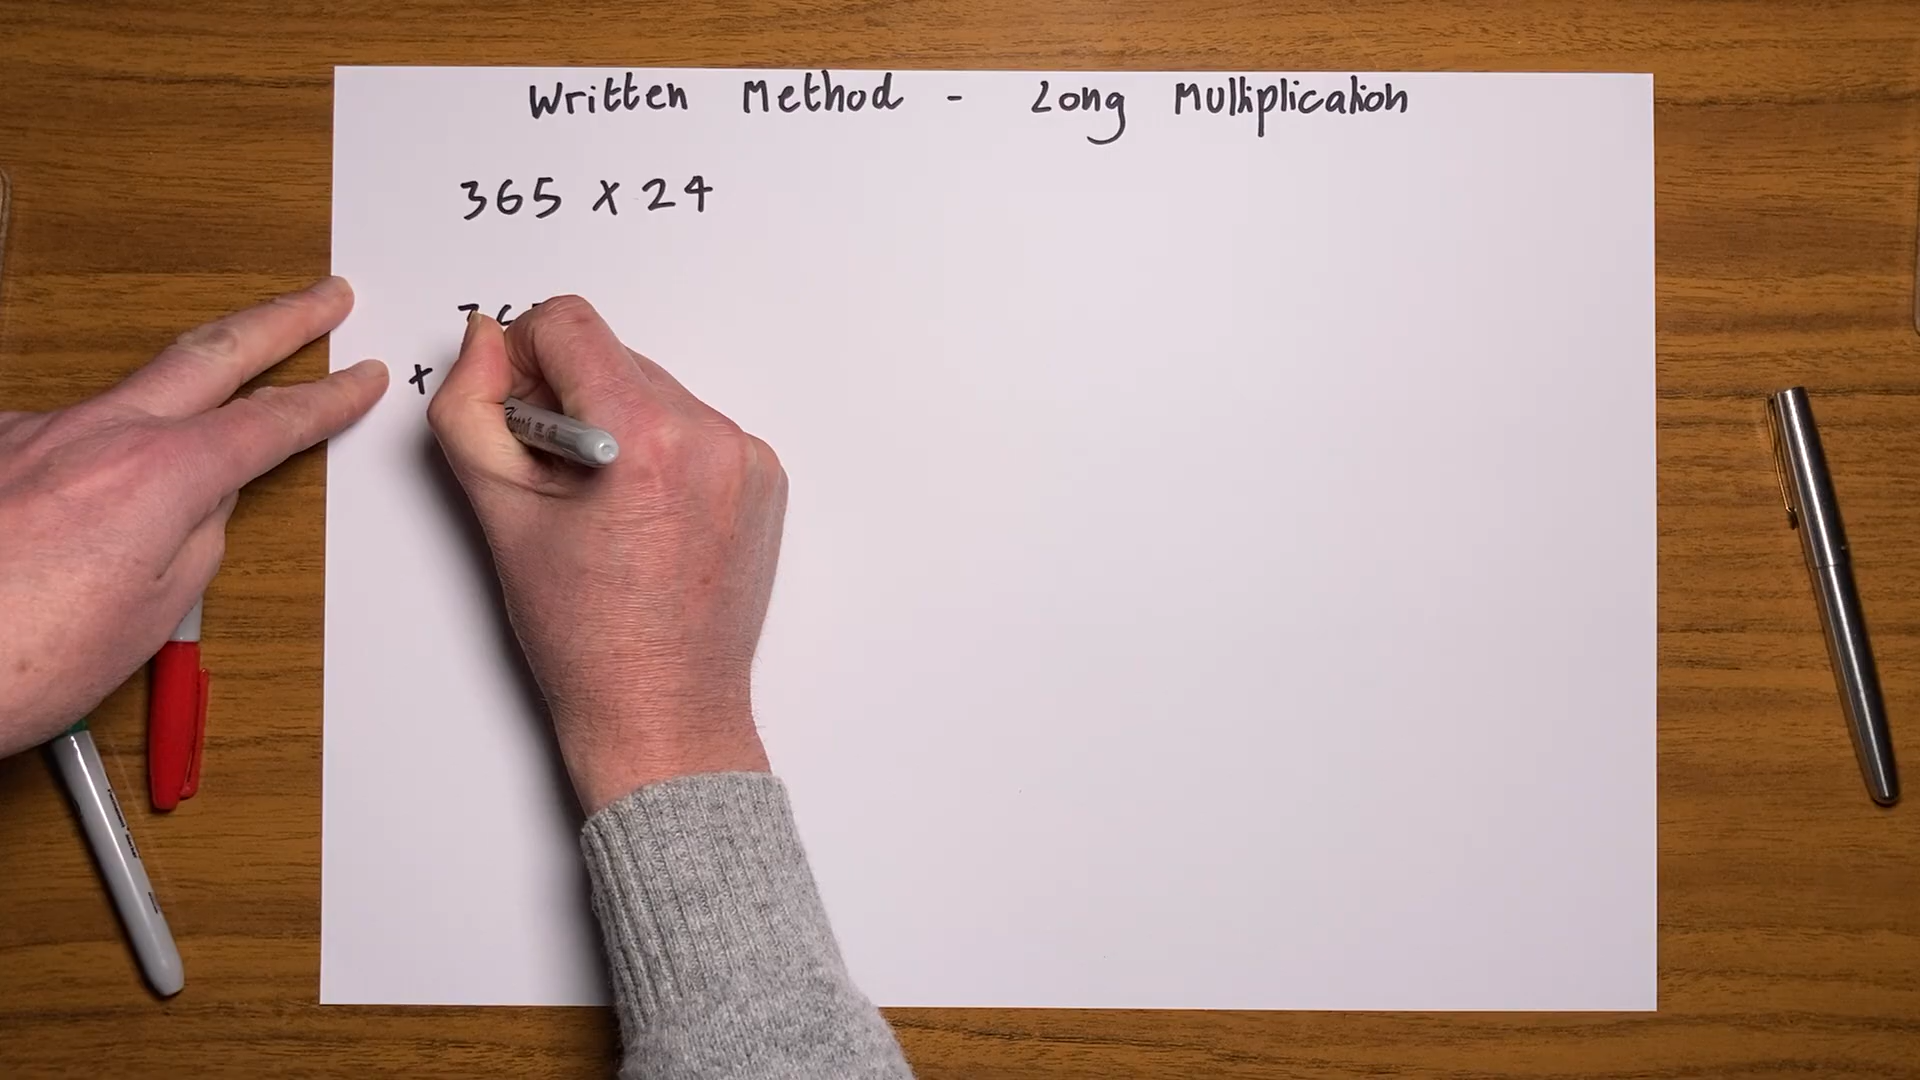 Written Method - Long Multiplication
365 x 24
+